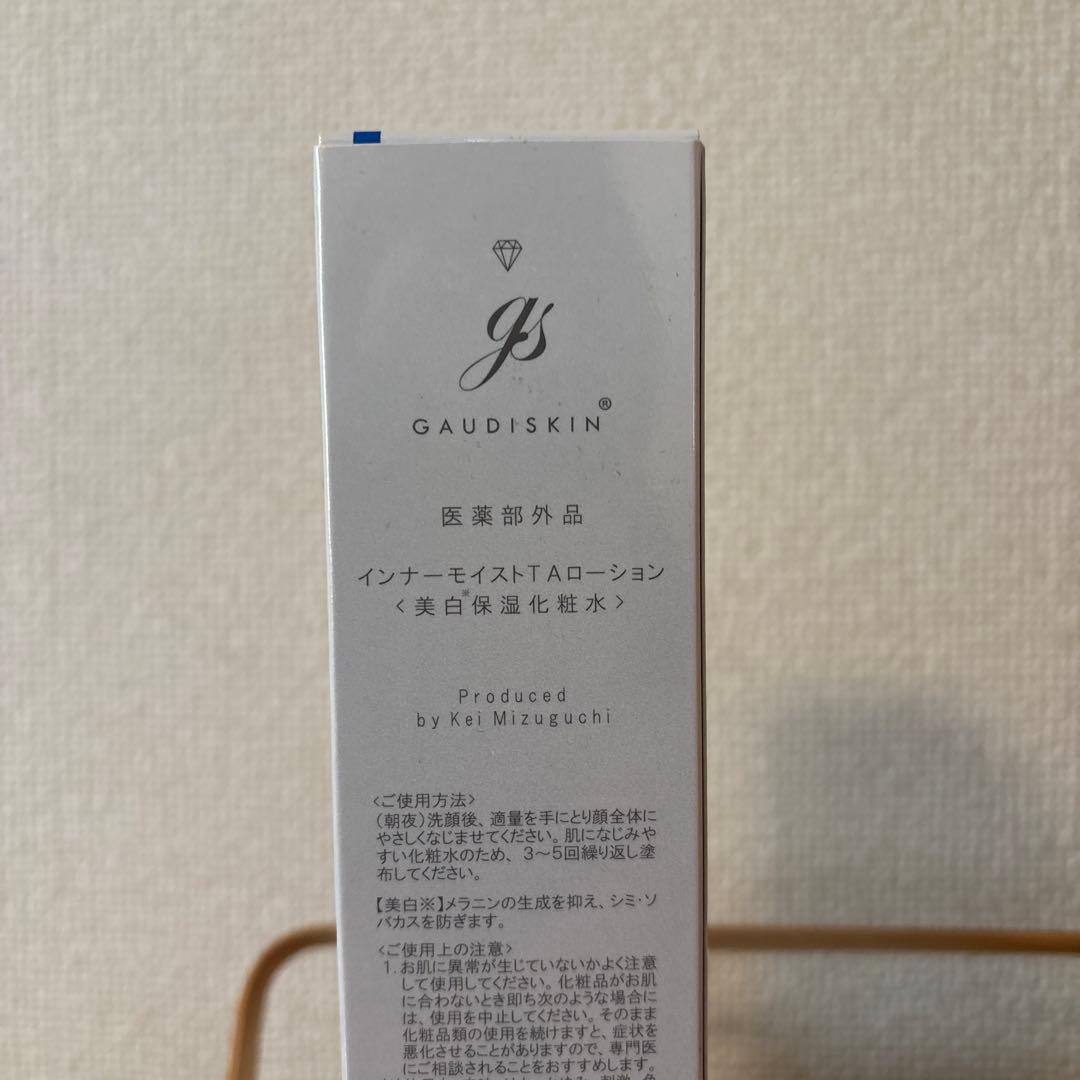 gs
GAUDISKIN®
医薬部外品
インナーモイストTAローション
<美白※保湿化粧水>
Produced
by Kei Mizuguchi
<ご使用方法>
(朝夜)洗顔後、適量を手にとり顔全体に
やさしくなじませてください。肌になじみや
すい化粧水のため、3～5回繰り返し塗
布してください。
【美白※】メラニンの生成を抑え、シミ・ソ
バカスを防ぎます。
<ご使用上の注意>
1.お肌に異常が生じていないかよく注意
して使用してください。化粧品がお肌
に合わないとき即ち次のような場合に
は、使用を中止してください。そのまま
化粧品類の使用を続けますと、症状を
悪化させることがありますので、専門医
にご相談されることをおすすめします。